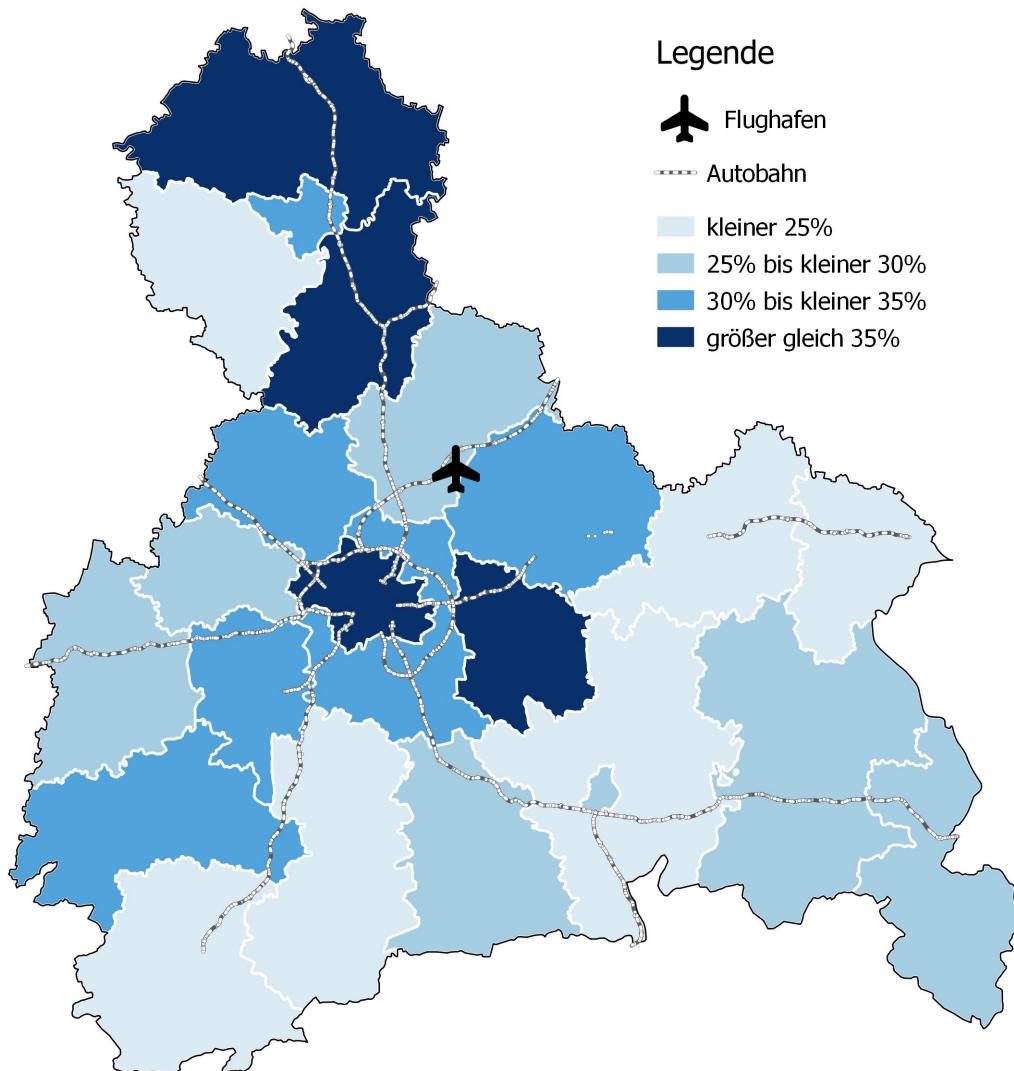 Legende
Flughafen
Autobahn
kleiner 25%
25% bis kleiner 30%
30% bis kleiner 35%
größer gleich 35%